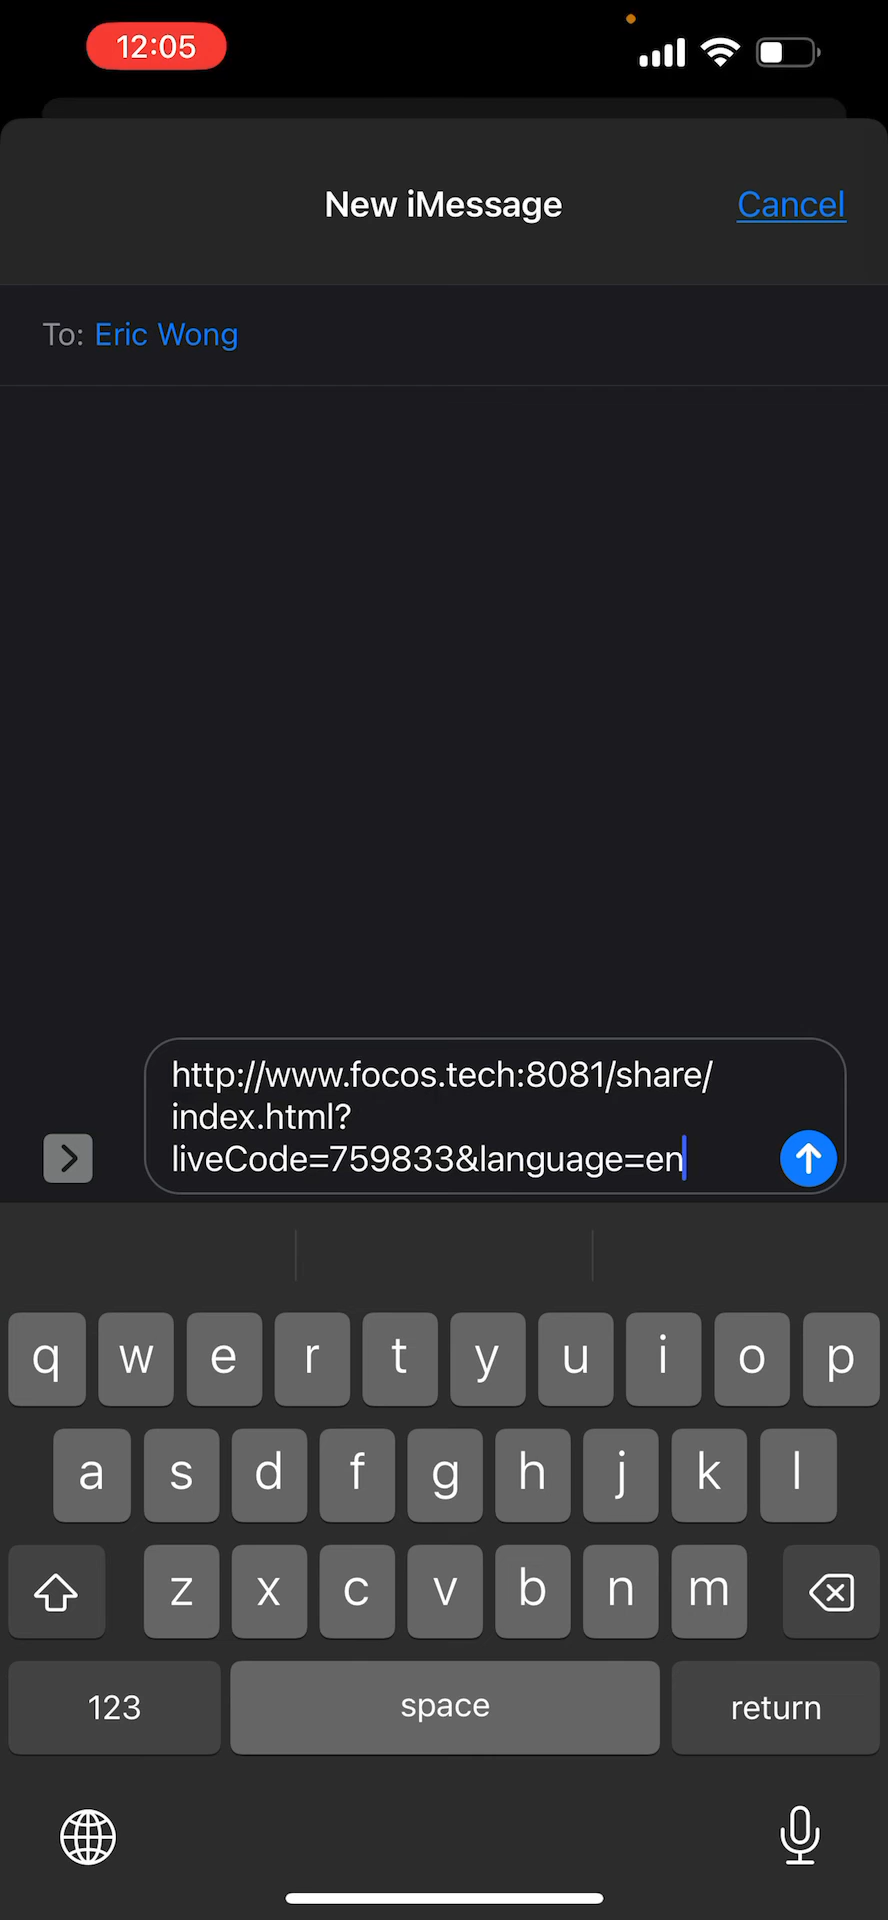 12:05
New iMessage
Cancel
To: Eric Wong
http://www.focos.tech:8081/share/
index.html?
liveCode=759833&language=en
q w e r t y u i o p
a s d f g h j k l
z x c v b n m
123 space return